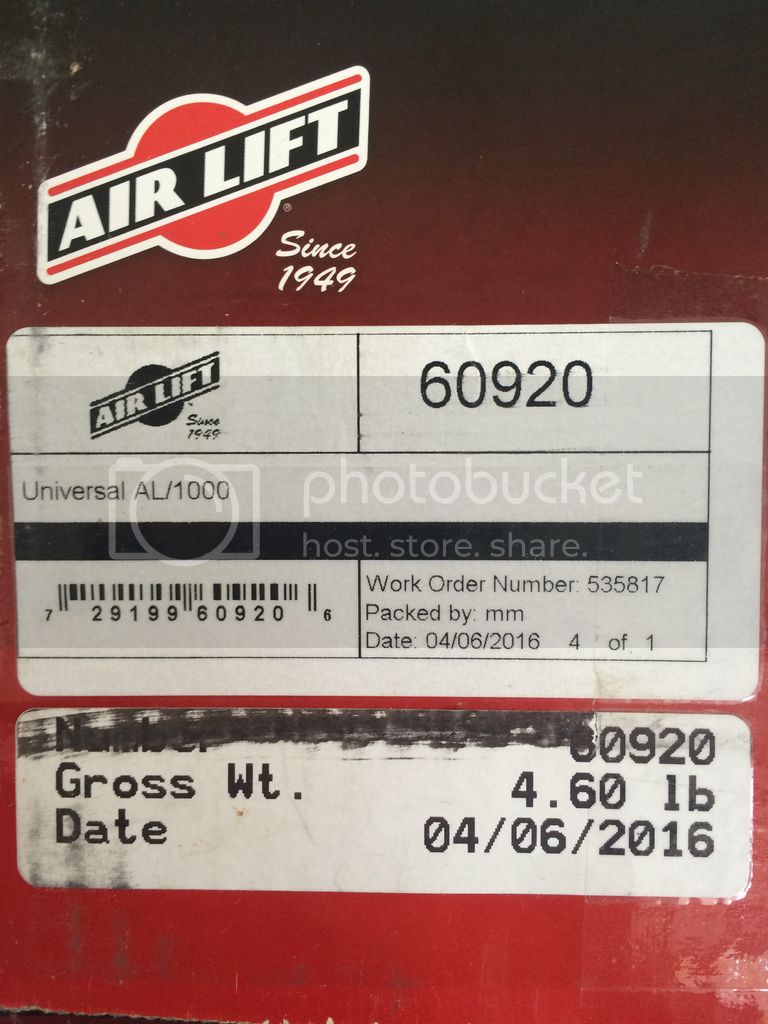 AIR LIFT
®
Since
1949
AIR LIFT
Since
1949
60920
Universal AL/1000
photobucket
host. store. share.
7 29199 60920 6
Work Order Number: 535817
Packed by: mm
Date: 04/06/2016 4 of 1
Number 60920
Gross Wt. 4.60 lb
Date 04/06/2016